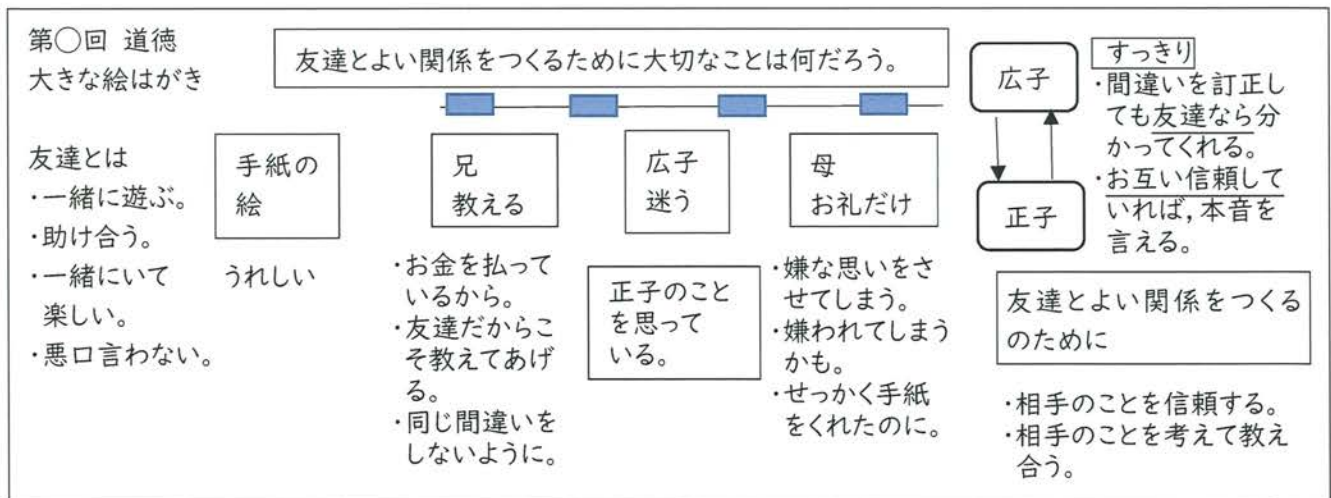 第○回 道徳
大きな絵はがき
友達とよい関係をつくるために大切なことは何だろう。
友達とは
・一緒に遊ぶ。
・助け合う。
・一緒にいて
楽しい。
・悪口言わない。
手紙の
絵
うれしい
兄
教える
・お金を払って
いるから。
・友達だからこ
そ教えてあげ
る。
・同じ間違いを
しないように。
広子
迷う
正子のこと
を思って
いる。
母
お礼だけ
・嫌な思いをさ
せてしまう。
・嫌われてしまう
かも。
・せっかく手紙
をくれたのに。
広子
正子
すっきり
・間違いを訂正し
ても友達なら分
かってくれる。
・お互い信頼して
いれば,本音を
言える。
友達とよい関係をつくる
のために
・相手のことを信頼する。
・相手のことを考えて教え
合う。